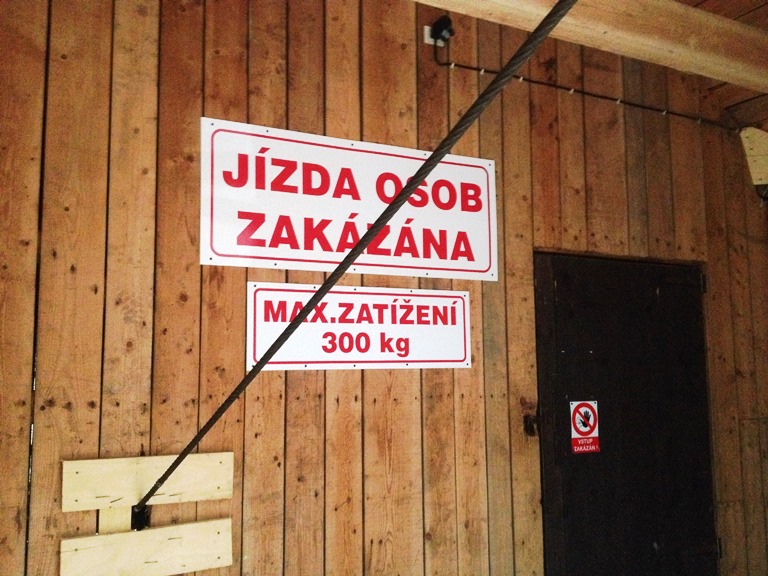 JÍZDA OSOB
ZAKÁZÁNA
MAX.ZATÍŽENÍ
300 kg
VSTUP
ZAKÁZÁN !